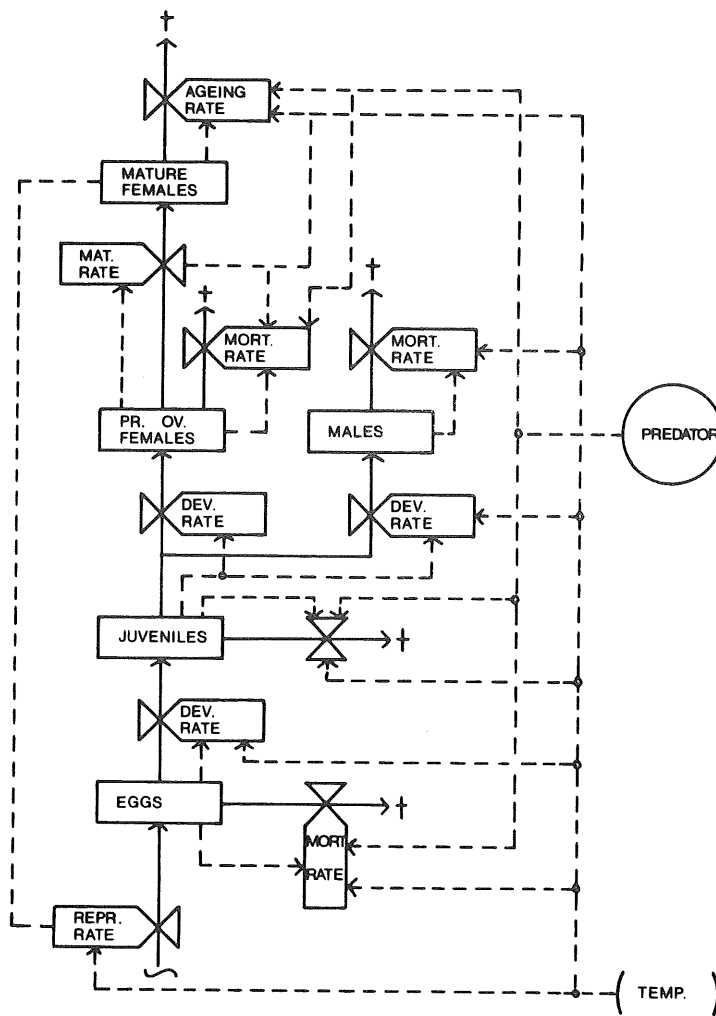 AGEING
RATE
MATURE
FEMALES
MAT.
RATE
MORT.
RATE
MORT.
RATE
PR. OV.
FEMALES
MALES
PREDATOR
DEV.
RATE
DEV.
RATE
JUVENILES
DEV.
RATE
EGGS
MORT
RATE
REPR.
RATE
(TEMP.)